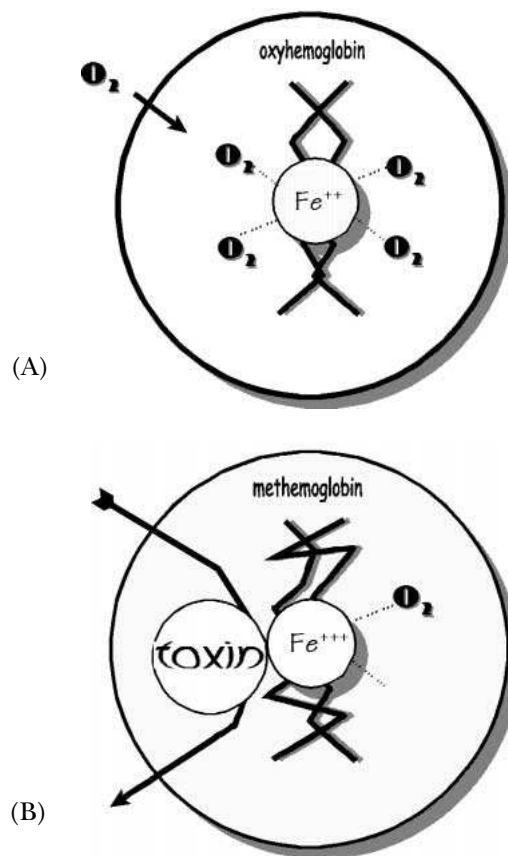 oxyhemoglobin
O₂
O₂
O₂
Fe⁺⁺
O₂
O₂
(A)
methemoglobin
O₂
toxin
Fe⁺⁺⁺
(B)